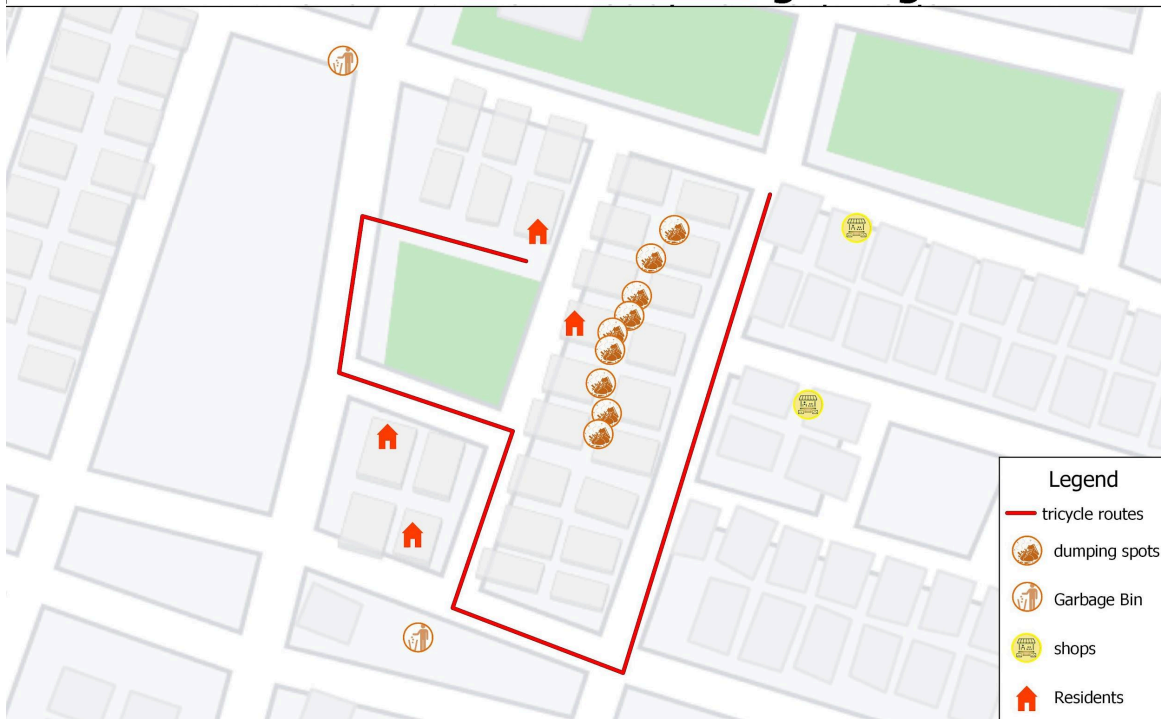 Legend
tricycle routes
dumping spots
Garbage Bin
shops
Residents